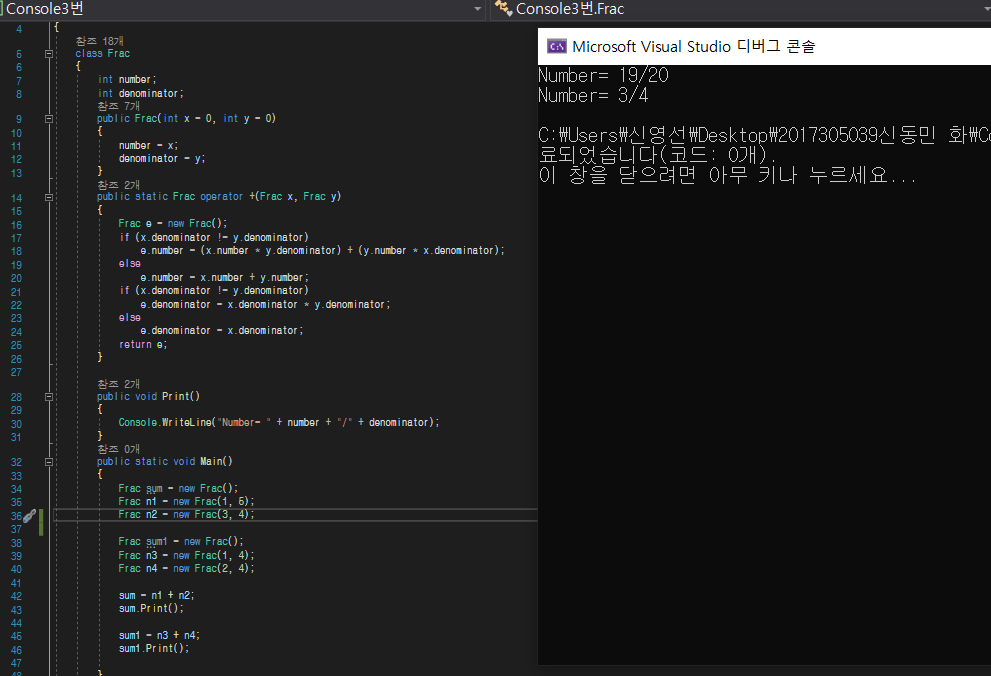 Console3번
Console3번.Frac
4 {
참조 18개
5 class Frac
6 {
7 int number;
8 int denominator;
참조 7개
9 public Frac(int x = 0, int y = 0)
10 {
11 number = x;
12 denominator = y;
13 }
참조 2개
14 public static Frac operator +(Frac x, Frac y)
15 {
16 Frac e = new Frac();
17 if (x.denominator != y.denominator)
18 e.number = (x.number * y.denominator) + (y.number * x.denominator);
19 else
20 e.number = x.number + y.number;
21 if (x.denominator != y.denominator)
22 e.denominator = x.denominator * y.denominator;
23 else
24 e.denominator = x.denominator;
25 return e;
26 }
27
참조 2개
28 public void Print()
29 {
30 Console.WriteLine("Number= " + number + "/" + denominator);
31 }
참조 0개
32 public static void Main()
33 {
34 Frac sum = new Frac();
35 Frac n1 = new Frac(1, 5);
36 Frac n2 = new Frac(3, 4);
37
38 Frac sum1 = new Frac();
39 Frac n3 = new Frac(1, 4);
40 Frac n4 = new Frac(2, 4);
41
42 sum = n1 + n2;
43 sum.Print();
44
45 sum1 = n3 + n4;
46 sum1.Print();
47
48 }
Microsoft Visual Studio 디버그 콘솔
Number= 19/20
Number= 3/4
C:\Users\신영선\Desktop\2017305039신동민 화\Co
료되었습니다(코드: 0개).
이 창을 닫으려면 아무 키나 누르세요...